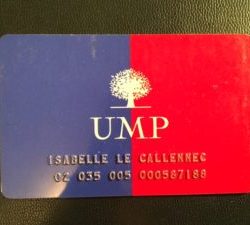 UMP
ISABELLE LE CALLENNEC
02 035 005 000587188